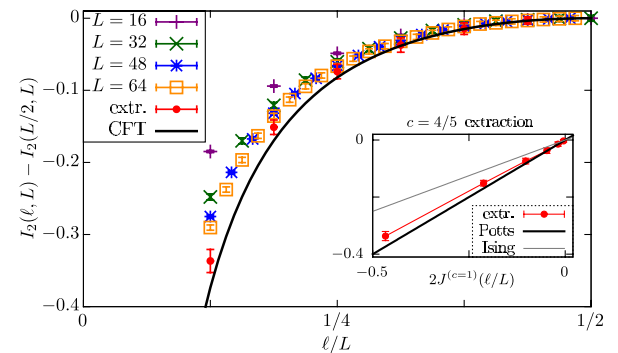 L = 16
L = 32
L = 48
L = 64
extr.
CFT
0
−0.1
−0.2
−0.3
−0.4
I₂(ℓ, L) − I₂(L/2, L)
0
1/4
1/2
ℓ/L
c = 4/5 extraction
0
−0.4
extr.
Potts
Ising
−0.5
0
2J⁽ᶜ⁼¹⁾(ℓ/L)